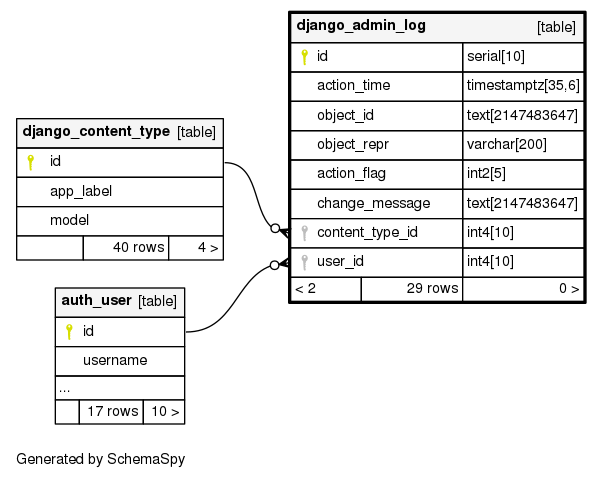 django_admin_log [table]
id serial[10]
action_time timestamptz[35,6]
object_id text[2147483647]
object_repr varchar[200]
action_flag int2[5]
change_message text[2147483647]
content_type_id int4[10]
user_id int4[10]
< 2 29 rows 0 >
django_content_type [table]
id
app_label
model
40 rows 4 >
auth_user [table]
id
username
...
17 rows 10 >
Generated by SchemaSpy